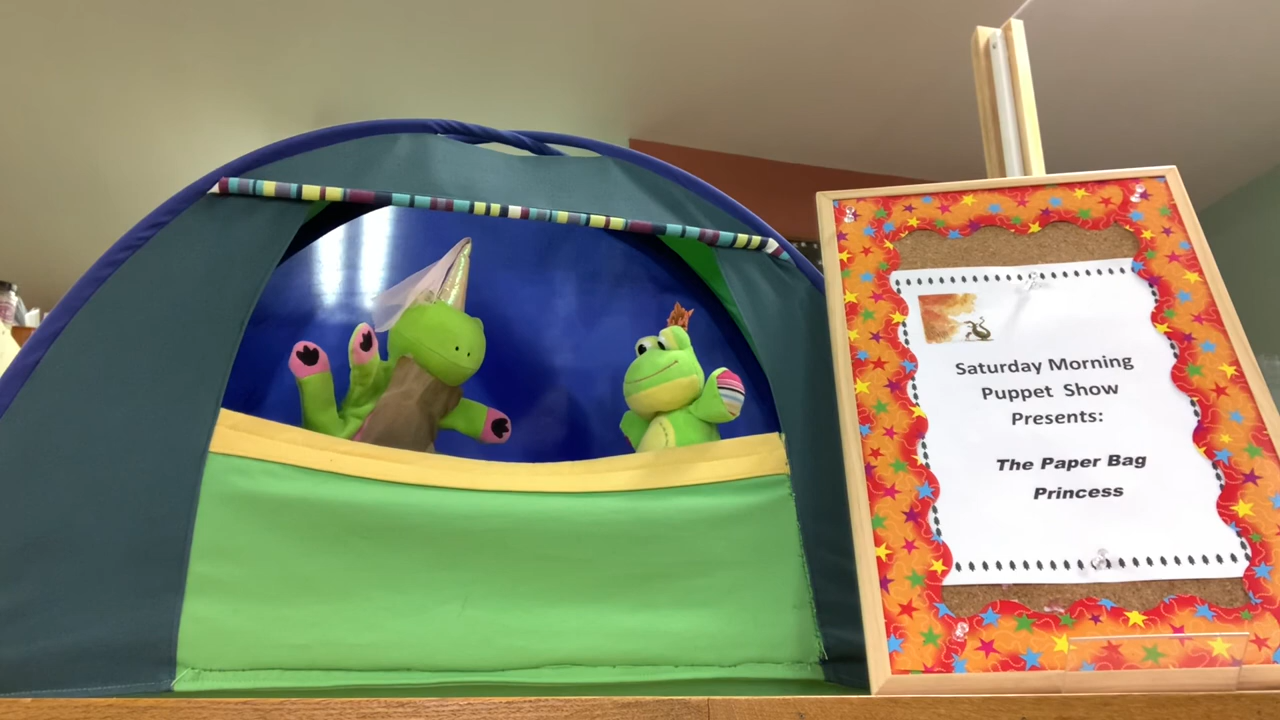 Saturday Morning
Puppet Show
Presents:
The Paper Bag
Princess